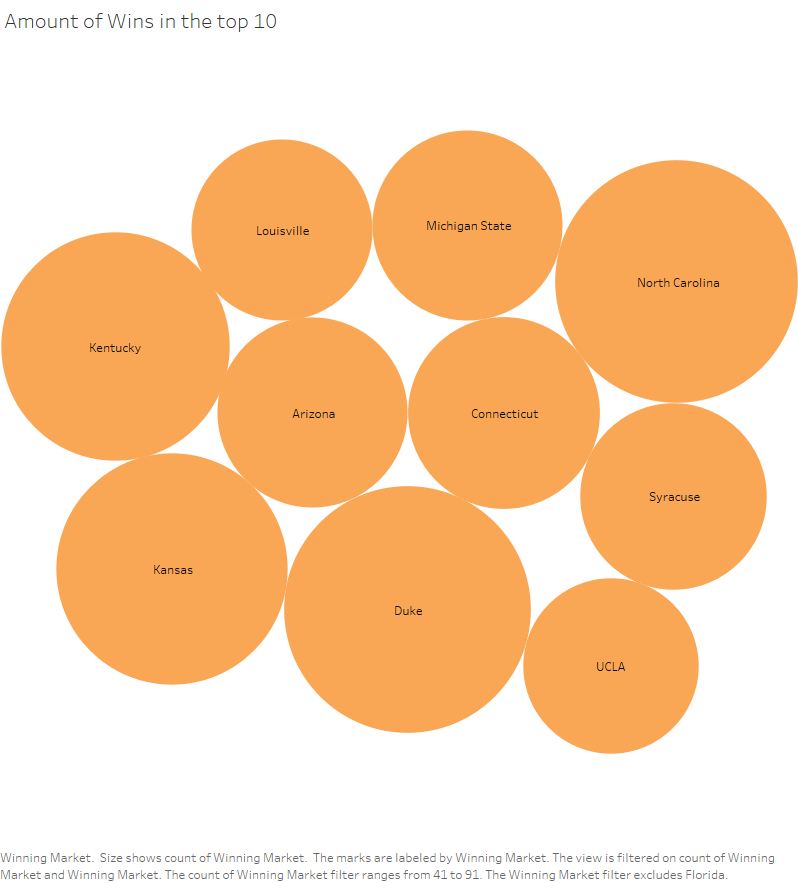 Amount of Wins in the top 10
Louisville
Michigan State
North Carolina
Kentucky
Arizona
Connecticut
Syracuse
Kansas
Duke
UCLA
Winning Market.  Size shows count of Winning Market.  The marks are labeled by Winning Market. The view is filtered on count of Winning
Market and Winning Market. The count of Winning Market filter ranges from 41 to 91. The Winning Market filter excludes Florida.